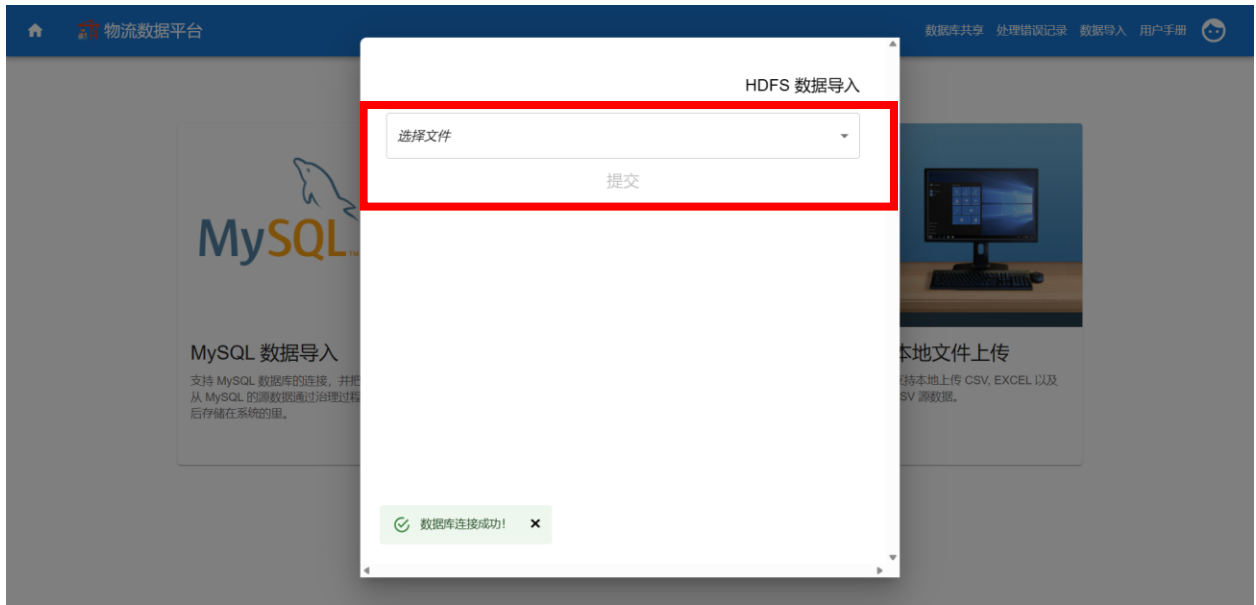 物流数据平台
数据库共享 处理错误记录 数据导入 用户手册
HDFS 数据导入
选择文件
提交
MySQL™
MySQL 数据导入
支持 MySQL 数据库的连接，并把
从 MySQL 的源数据通过治理过程
后存储在系统的里。
本地文件上传
支持本地上传 CSV, EXCEL 以及
SV 源数据。
数据库连接成功!